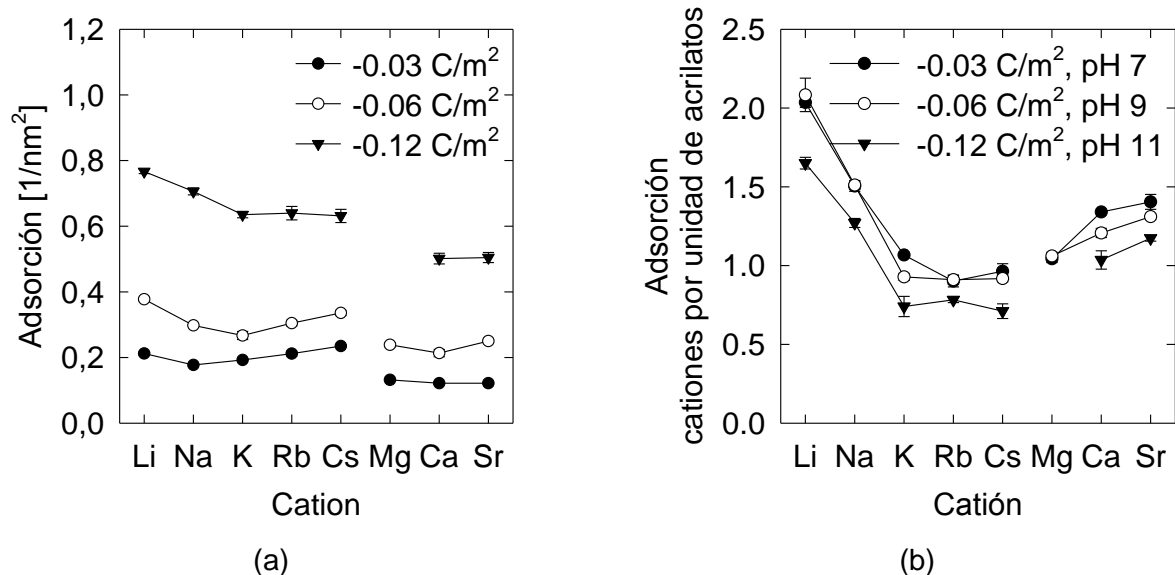 1,2
1,0
0,8
0,6
0,4
0,2
0,0
Adsorción [1/nm²]
-0.03 C/m²
-0.06 C/m²
-0.12 C/m²
Li Na K Rb Cs Mg Ca Sr
Cation
(a)
2.5
2.0
1.5
1.0
0.5
0.0
Adsorción
cationes por unidad de acrilatos
-0.03 C/m², pH 7
-0.06 C/m², pH 9
-0.12 C/m², pH 11
Li Na K Rb Cs Mg Ca Sr
Catión
(b)